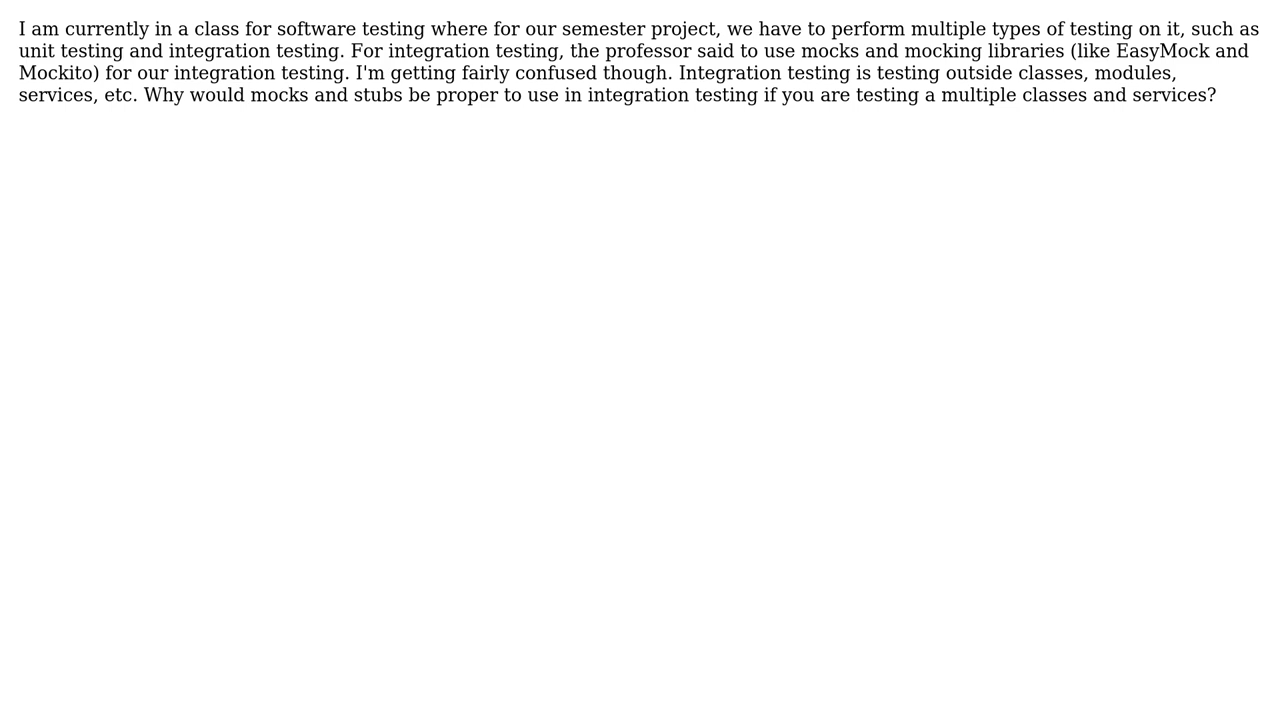 I am currently in a class for software testing where for our semester project, we have to perform multiple types of testing on it, such as
unit testing and integration testing. For integration testing, the professor said to use mocks and mocking libraries (like EasyMock and
Mockito) for our integration testing. I'm getting fairly confused though. Integration testing is testing outside classes, modules,
services, etc. Why would mocks and stubs be proper to use in integration testing if you are testing a multiple classes and services?